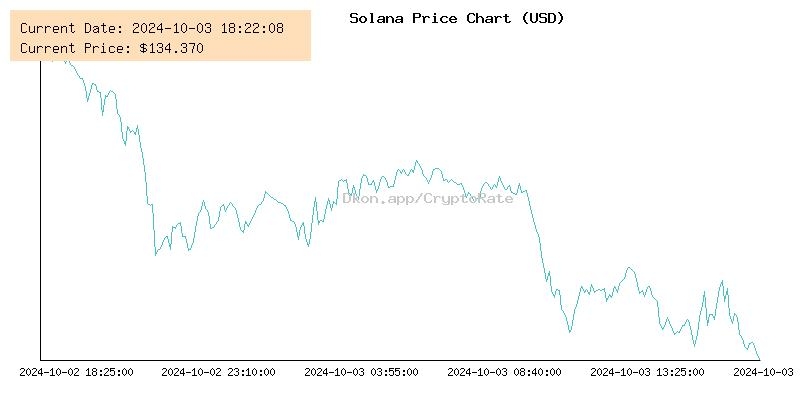 Solana Price Chart (USD)
Current Date: 2024-10-03 18:22:08
Current Price: $134.370
Dkon.app/CryptoRate
2024-10-02 18:25:00 2024-10-02 23:10:00 2024-10-03 03:55:00 2024-10-03 08:40:00 2024-10-03 13:25:00 2024-10-03